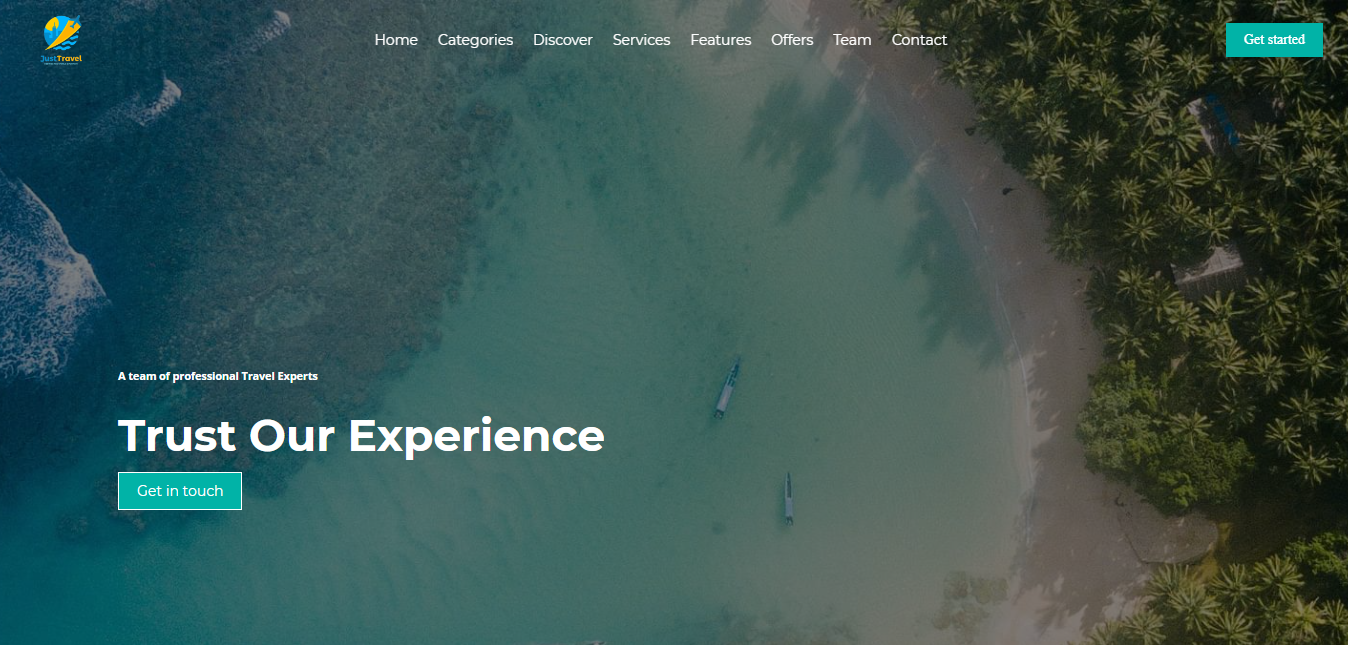 JustTravel
Home Categories Discover Services Features Offers Team Contact
Get started
A team of professional Travel Experts
Trust Our Experience
Get in touch